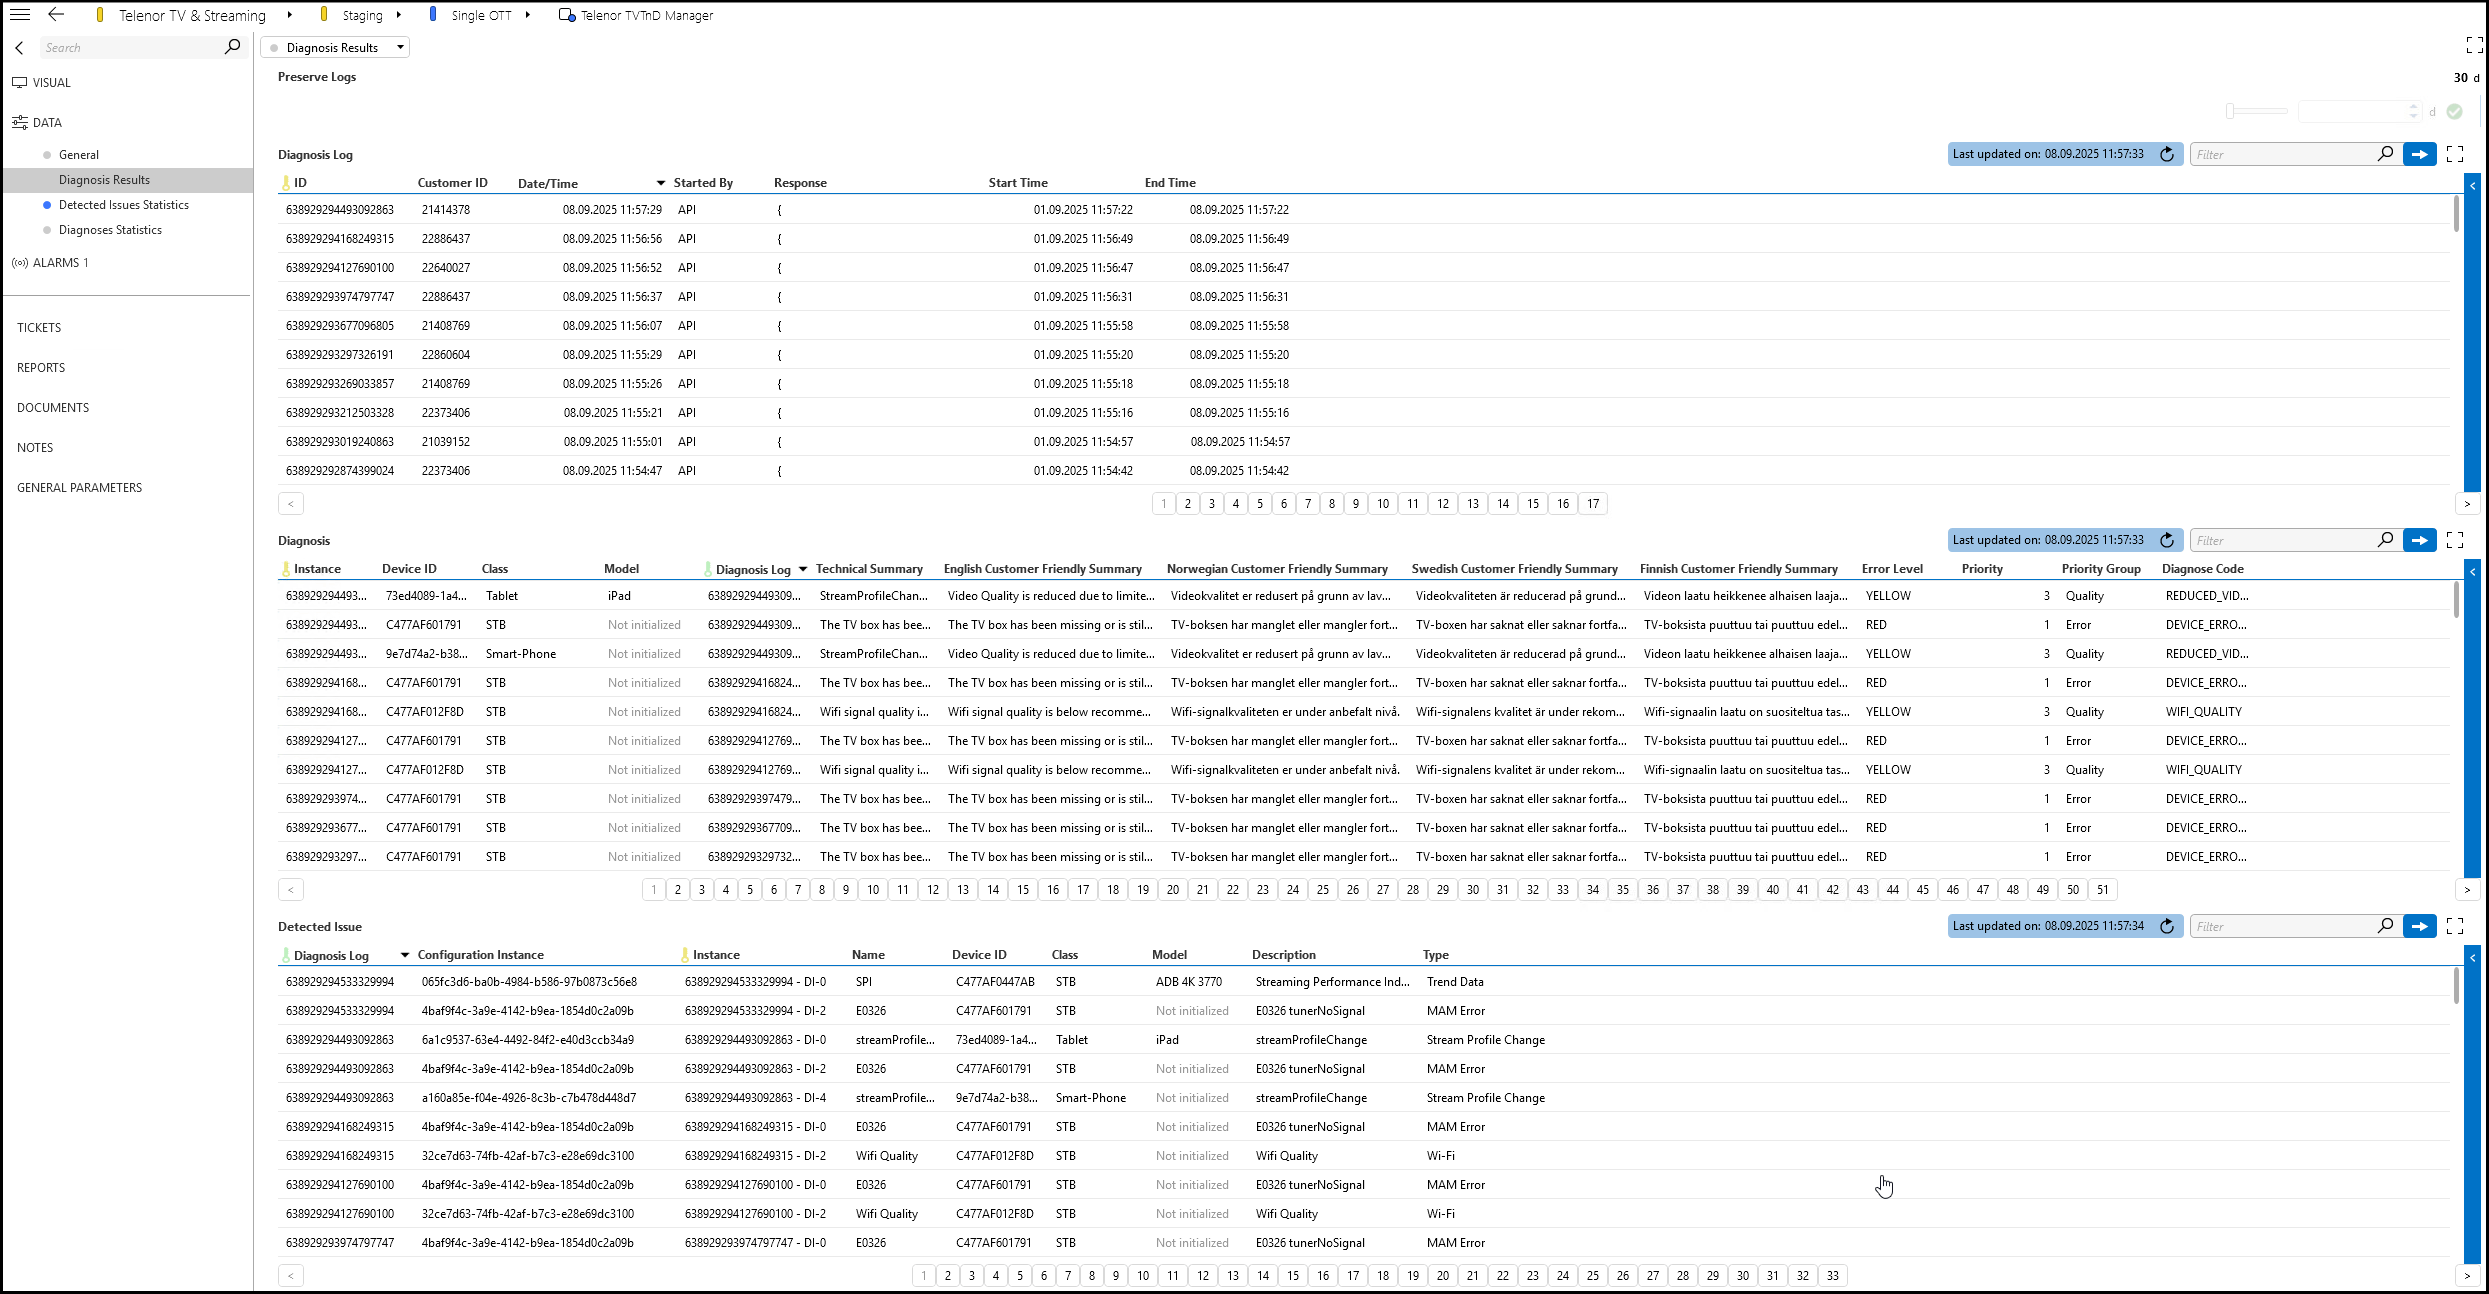 Telenor TV & Streaming Staging Single OTT Telenor TVTnD Manager
Search
Diagnosis Results
VISUAL
DATA
General
Diagnosis Results
Detected Issues Statistics
Diagnoses Statistics
ALARMS 1
TICKETS
REPORTS
DOCUMENTS
NOTES
GENERAL PARAMETERS
Preserve Logs 30 d
d
Diagnosis Log Last updated on: 08.09.2025 11:57:33 Filter
ID Customer ID Date/Time Started By Response Start Time End Time
638929294493092863 21414378 08.09.2025 11:57:29 API { 01.09.2025 11:57:22 08.09.2025 11:57:22
638929294168249315 22886437 08.09.2025 11:56:56 API { 01.09.2025 11:56:49 08.09.2025 11:56:49
638929294127690100 22640027 08.09.2025 11:56:52 API { 01.09.2025 11:56:47 08.09.2025 11:56:47
638929293974797747 22886437 08.09.2025 11:56:37 API { 01.09.2025 11:56:31 08.09.2025 11:56:31
638929293677096805 21408769 08.09.2025 11:56:07 API { 01.09.2025 11:55:58 08.09.2025 11:55:58
638929293297326191 22860604 08.09.2025 11:55:29 API { 01.09.2025 11:55:20 08.09.2025 11:55:20
638929293269033857 21408769 08.09.2025 11:55:26 API { 01.09.2025 11:55:18 08.09.2025 11:55:18
638929293212503328 22373406 08.09.2025 11:55:21 API { 01.09.2025 11:55:16 08.09.2025 11:55:16
638929293019240863 21039152 08.09.2025 11:55:01 API { 01.09.2025 11:54:57 08.09.2025 11:54:57
638929292874399024 22373406 08.09.2025 11:54:47 API { 01.09.2025 11:54:42 08.09.2025 11:54:42
< 1 2 3 4 5 6 7 8 9 10 11 12 13 14 15 16 17 >
Diagnosis Last updated on: 08.09.2025 11:57:33 Filter
Instance Device ID Class Model Diagnosis Log Technical Summary English Customer Friendly Summary Norwegian Customer Friendly Summary Swedish Customer Friendly Summary Finnish Customer Friendly Summary Error Level Priority Priority Group Diagnose Code
638929294493... 73ed4089-1a4... Tablet iPad 63892929449309... StreamProfileChan... Video Quality is reduced due to limite... Videokvalitet er redusert på grunn av lav... Videokvaliteten är reducerad på grund... Videon laatu heikkenee alhaisen laaja... YELLOW 3 Quality REDUCED_VID...
638929294493... C477AF601791 STB Not initialized 63892929449309... The TV box has bee... The TV box has been missing or is stil... TV-boksen har manglet eller mangler fort... TV-boxen har saknat eller saknar fortfa... TV-boksista puuttuu tai puuttuu edel... RED 1 Error DEVICE_ERRO...
638929294493... 9e7d74a2-b38... Smart-Phone Not initialized 63892929449309... StreamProfileChan... Video Quality is reduced due to limite... Videokvalitet er redusert på grunn av lav... Videokvaliteten är reducerad på grund... Videon laatu heikkenee alhaisen laaja... YELLOW 3 Quality REDUCED_VID...
638929294168... C477AF601791 STB Not initialized 63892929416824... The TV box has bee... The TV box has been missing or is stil... TV-boksen har manglet eller mangler fort... TV-boxen har saknat eller saknar fortfa... TV-boksista puuttuu tai puuttuu edel... RED 1 Error DEVICE_ERRO...
638929294168... C477AF012F8D STB Not initialized 63892929416824... Wifi signal quality i... Wifi signal quality is below recomme... Wifi-signalkvaliteten er under anbefalt nivå. Wifi-signalens kvalitet är under rekom... Wifi-signaalin laatu on suositeltua tas... YELLOW 3 Quality WIFI_QUALITY
638929294127... C477AF601791 STB Not initialized 63892929412769... The TV box has bee... The TV box has been missing or is stil... TV-boksen har manglet eller mangler fort... TV-boxen har saknat eller saknar fortfa... TV-boksista puuttuu tai puuttuu edel... RED 1 Error DEVICE_ERRO...
638929294127... C477AF012F8D STB Not initialized 63892929412769... Wifi signal quality i... Wifi signal quality is below recomme... Wifi-signalkvaliteten er under anbefalt nivå. Wifi-signalens kvalitet är under rekom... Wifi-signaalin laatu on suositeltua tas... YELLOW 3 Quality WIFI_QUALITY
638929293974... C477AF601791 STB Not initialized 63892929397479... The TV box has bee... The TV box has been missing or is stil... TV-boksen har manglet eller mangler fort... TV-boxen har saknat eller saknar fortfa... TV-boksista puuttuu tai puuttuu edel... RED 1 Error DEVICE_ERRO...
638929293677... C477AF601791 STB Not initialized 63892929367709... The TV box has bee... The TV box has been missing or is stil... TV-boksen har manglet eller mangler fort... TV-boxen har saknat eller saknar fortfa... TV-boksista puuttuu tai puuttuu edel... RED 1 Error DEVICE_ERRO...
638929293297... C477AF601791 STB Not initialized 63892929329732... The TV box has bee... The TV box has been missing or is stil... TV-boksen har manglet eller mangler fort... TV-boxen har saknat eller saknar fortfa... TV-boksista puuttuu tai puuttuu edel... RED 1 Error DEVICE_ERRO...
< 1 2 3 4 5 6 7 8 9 10 11 12 13 14 15 16 17 18 19 20 21 22 23 24 25 26 27 28 29 30 31 32 33 34 35 36 37 38 39 40 41 42 43 44 45 46 47 48 49 50 51 >
Detected Issue Last updated on: 08.09.2025 11:57:34 Filter
Diagnosis Log Configuration Instance Instance Name Device ID Class Model Description Type
638929294533329994 065fc3d6-ba0b-4984-b586-97b0873c56e8 638929294533329994 - DI-0 SPI C477AF0447AB STB ADB 4K 3770 Streaming Performance Ind... Trend Data
638929294533329994 4baf9f4c-3a9e-4142-b9ea-1854d0c2a09b 638929294533329994 - DI-2 E0326 C477AF601791 STB Not initialized E0326 tunerNoSignal MAM Error
638929294493092863 6a1c9537-63e4-4492-84f2-e40d3ccb34a9 638929294493092863 - DI-0 streamProfile... 73ed4089-1a4... Tablet iPad streamProfileChange Stream Profile Change
638929294493092863 4baf9f4c-3a9e-4142-b9ea-1854d0c2a09b 638929294493092863 - DI-2 E0326 C477AF601791 STB Not initialized E0326 tunerNoSignal MAM Error
638929294493092863 a160a85e-f04e-4926-8c3b-c7b478d448d7 638929294493092863 - DI-4 streamProfile... 9e7d74a2-b38... Smart-Phone Not initialized streamProfileChange Stream Profile Change
638929294168249315 4baf9f4c-3a9e-4142-b9ea-1854d0c2a09b 638929294168249315 - DI-0 E0326 C477AF601791 STB Not initialized E0326 tunerNoSignal MAM Error
638929294168249315 32ce7d63-74fb-42af-b7c3-e28e69dc3100 638929294168249315 - DI-2 Wifi Quality C477AF012F8D STB Not initialized Wifi Quality Wi-Fi
638929294127690100 4baf9f4c-3a9e-4142-b9ea-1854d0c2a09b 638929294127690100 - DI-0 E0326 C477AF601791 STB Not initialized E0326 tunerNoSignal MAM Error
638929294127690100 32ce7d63-74fb-42af-b7c3-e28e69dc3100 638929294127690100 - DI-2 Wifi Quality C477AF012F8D STB Not initialized Wifi Quality Wi-Fi
638929293974797747 4baf9f4c-3a9e-4142-b9ea-1854d0c2a09b 638929293974797747 - DI-0 E0326 C477AF601791 STB Not initialized E0326 tunerNoSignal MAM Error
< 1 2 3 4 5 6 7 8 9 10 11 12 13 14 15 16 17 18 19 20 21 22 23 24 25 26 27 28 29 30 31 32 33 >